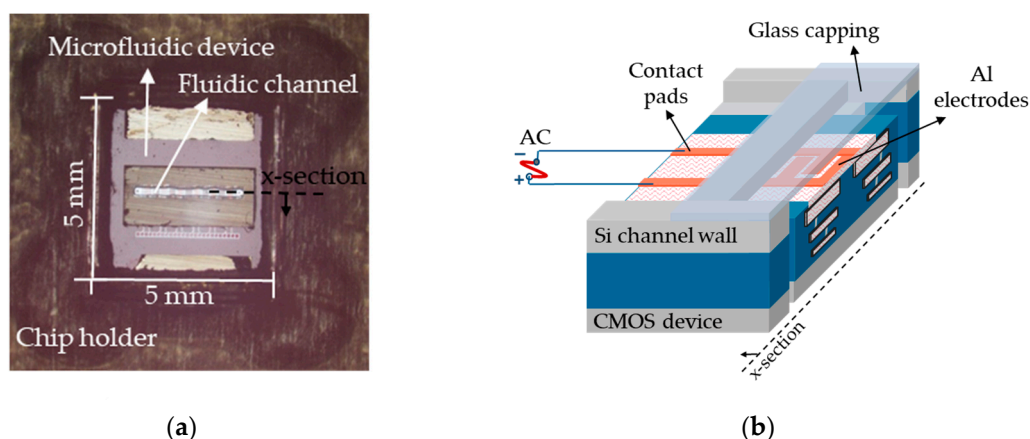 Microfluidic device
Fluidic channel
x-section
5 mm
5 mm
Chip holder
(a)
Glass capping
Contact
pads
Al
electrodes
AC
−
+
Si channel wall
CMOS device
x-section
(b)